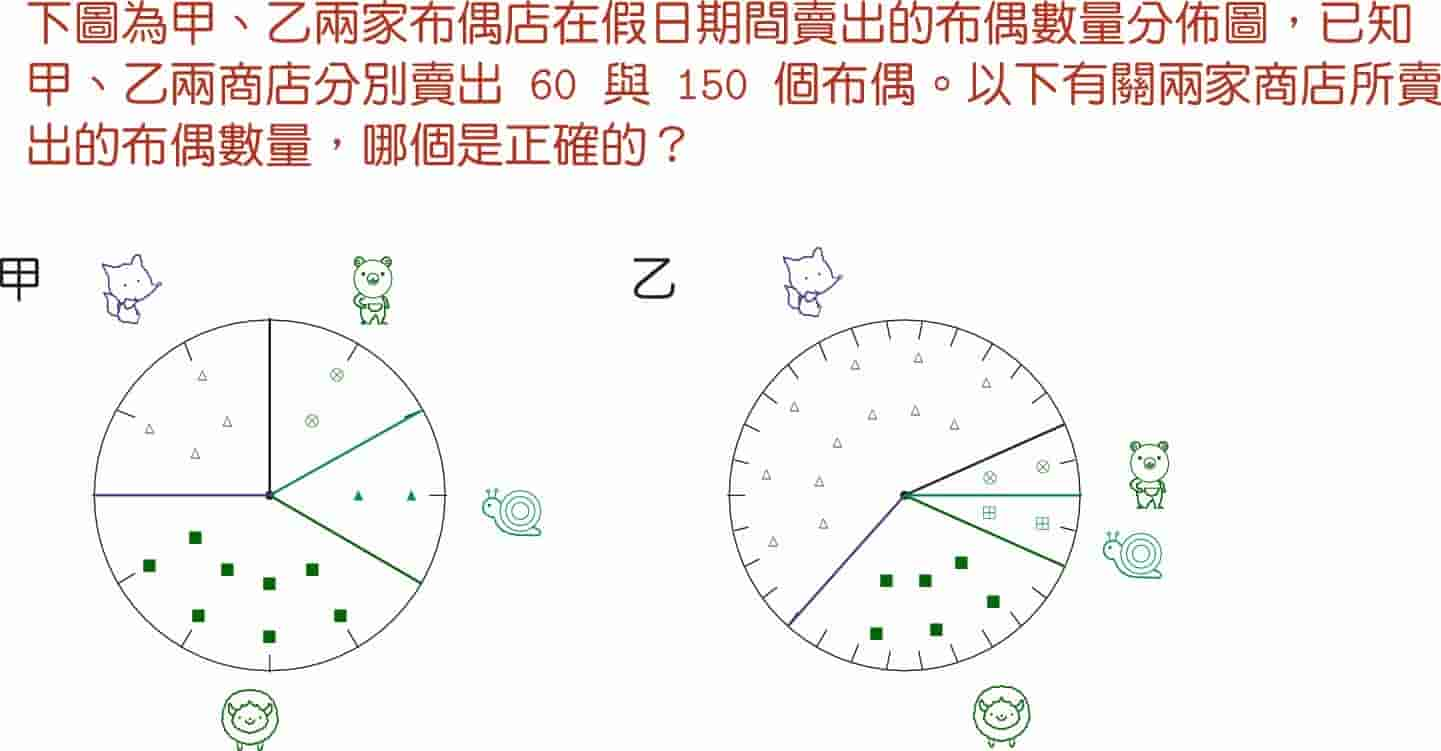 下圖為甲、乙兩家布偶店在假日期間賣出的布偶數量分佈圖，已知
甲、乙兩商店分別賣出 60 與 150 個布偶。以下有關兩家商店所賣
出的布偶數量，哪個是正確的？
甲
乙